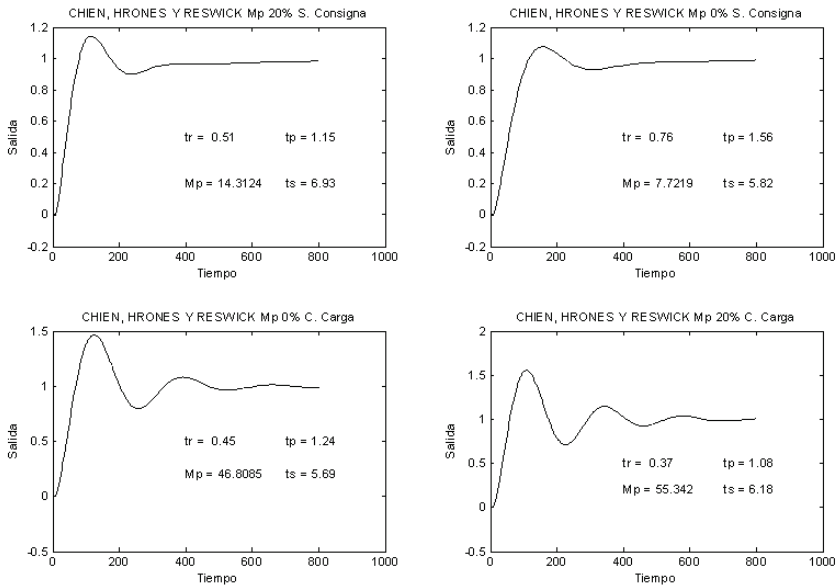 CHIEN, HRONES Y RESWICK Mp 20% S. Consigna
1.2
1
0.8
0.6
0.4
0.2
0
-0.2
Salida
tr = 0.51 tp = 1.15
Mp = 14.3124 ts = 6.93
0 200 400 600 800 1000
Tiempo
CHIEN, HRONES Y RESWICK Mp 0% S. Consigna
1.2
1
0.8
0.6
0.4
0.2
0
-0.2
Salida
tr = 0.76 tp = 1.56
Mp = 7.7219 ts = 5.82
0 200 400 600 800 1000
Tiempo
CHIEN, HRONES Y RESWICK Mp 0% C. Carga
1.5
1
0.5
0
-0.5
Salida
tr = 0.45 tp = 1.24
Mp = 46.8085 ts = 5.69
0 200 400 600 800 1000
Tiempo
CHIEN, HRONES Y RESWICK Mp 20% C. Carga
2
1.5
1
0.5
0
-0.5
Salida
tr = 0.37 tp = 1.08
Mp = 55.342 ts = 6.18
0 200 400 600 800 1000
Tiempo